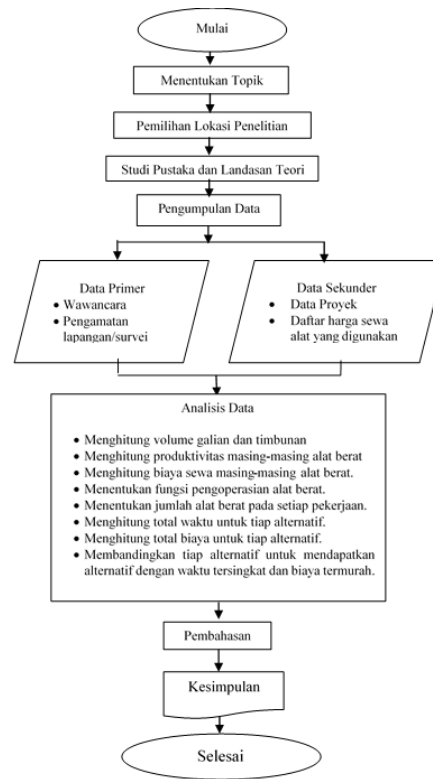 Mulai
Menentukan Topik
Pemilihan Lokasi Penelitian
Studi Pustaka dan Landasan Teori
Pengumpulan Data
Data Primer
• Wawancara
• Pengamatan
lapangan/survei
Data Sekunder
• Data Proyek
• Daftar harga sewa
alat yang digunakan
Analisis Data
• Menghitung volume galian dan timbunan
• Menghitung produktivitas masing-masing alat berat
• Menghitung biaya sewa masing-masing alat berat.
• Menentukan fungsi pengoperasian alat berat.
• Menentukan jumlah alat berat pada setiap pekerjaan.
• Menghitung total waktu untuk tiap alternatif.
• Menghitung total biaya untuk tiap alternatif.
• Membandingkan tiap alternatif untuk mendapatkan
alternatif dengan waktu tersingkat dan biaya termurah.
Pembahasan
Kesimpulan
Selesai